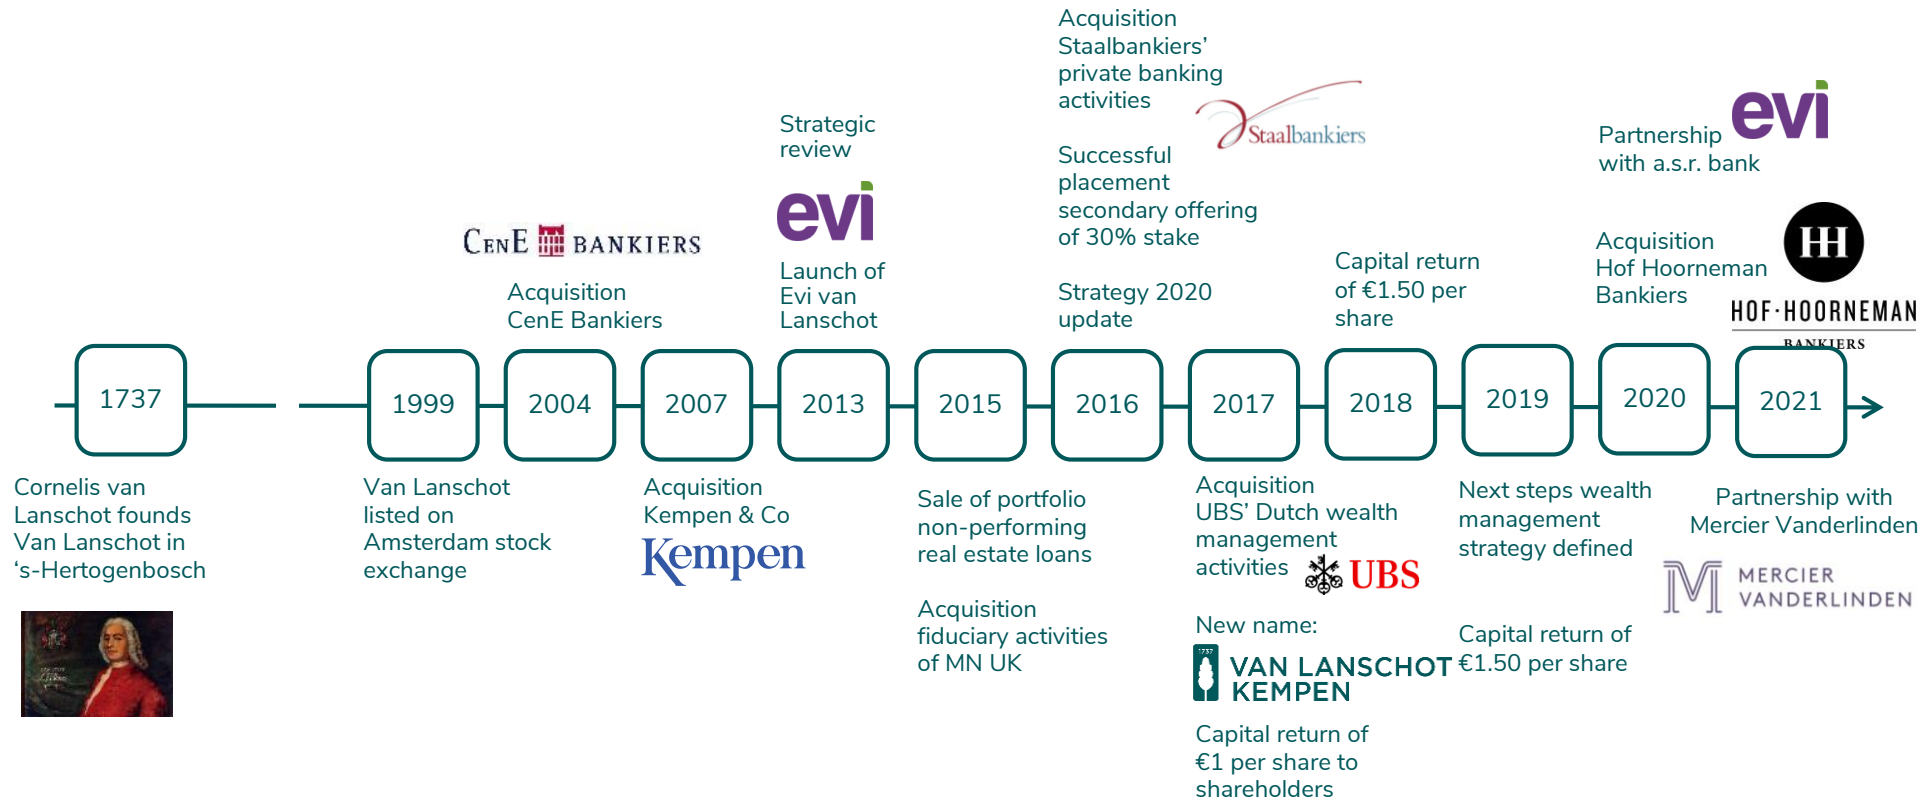 Cornelis van
Lanschot founds
Van Lanschot in
‘s-Hertogenbosch
1737
1999
Van Lanschot
listed on
Amsterdam stock
exchange
CENE BANKIERS
Acquisition
CenE Bankiers
2004
2007
Acquisition
Kempen & Co
Kempen
Strategic
review
evi
Launch of
Evi van
Lanschot
2013
2015
Sale of portfolio
non-performing
real estate loans
Acquisition
fiduciary activities
of MN UK
Acquisition
Staalbankiers’
private banking
activities
Staalbankiers
Successful
placement
secondary offering
of 30% stake
Strategy 2020
update
2016
2017
Acquisition
UBS’ Dutch wealth
management
activities
UBS
New name:
1737
VAN LANSCHOT
KEMPEN
Capital return of
€1 per share to
shareholders
Capital return
of €1.50 per
share
2018
2019
Next steps wealth
management
strategy defined
Capital return of
€1.50 per share
Partnership
with a.s.r. bank
evi
Acquisition
Hof Hoorneman
Bankiers
HH
HOF·HOORNEMAN
BANKIERS
2020
2021
Partnership with
Mercier Vanderlinden
M
MERCIER
VANDERLINDEN